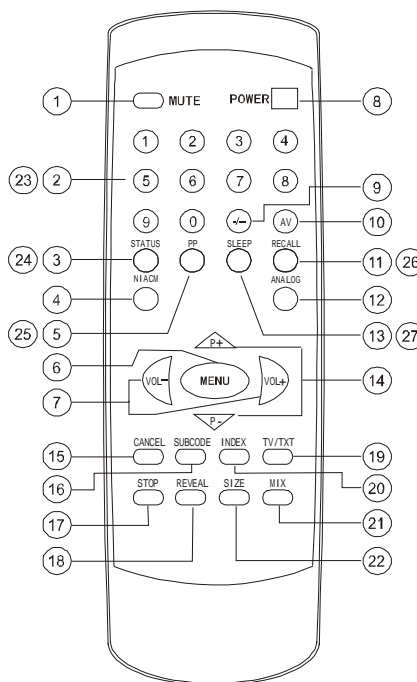 1 MUTE POWER 8
1 2 3 4
23 2 5 6 7 8
9
9 0 -/-- AV 10
STATUS PP SLEEP RECALL
24 3 11 26
NIACM ANALOG
4 12
25 5 13 27
P+
6
VOL- MENU VOL+ 14
7
P-
CANCEL SUBCODE INDEX TV/TXT
15 19
16 20
STOP REVEAL SIZE MIX
17 21
18 22